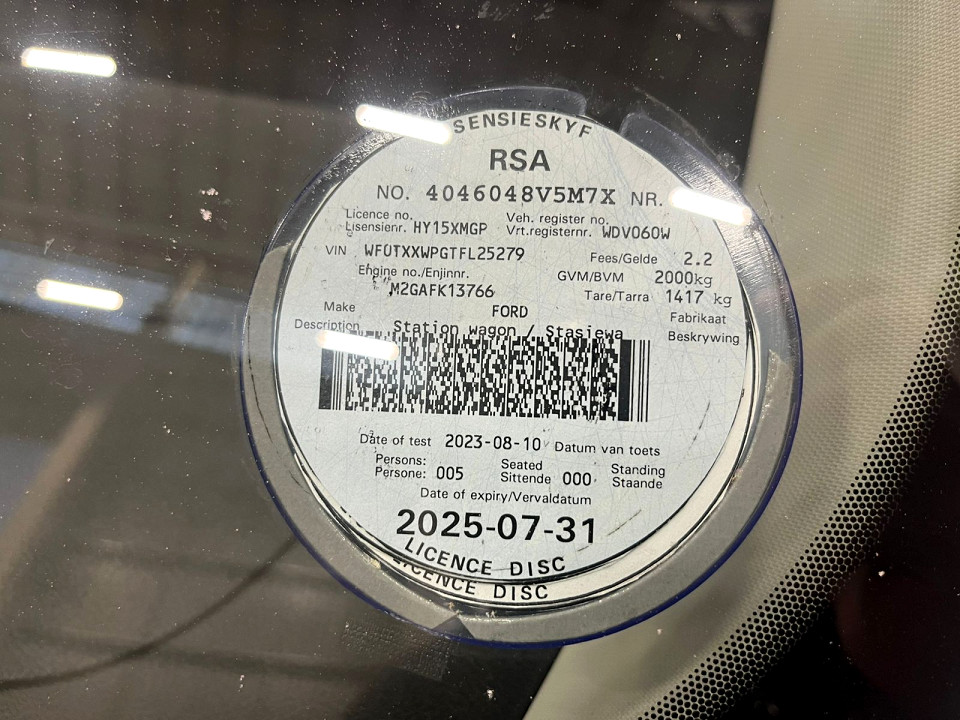 SENSIESKYF
RSA
NO. 4046048V5M7X NR.
Licence no. Veh. register no.
Lisensienr. HY15XMGP Vrt.registernr. WDV060W
VIN WF0TXXWPGTFL25279 Fees/Gelde 2.2
Engine no./Enjinnr. GVM/BVM 2000kg
M2GAFK13766 Tare/Tarra 1417 kg
Make FORD Fabrikaat
Description Station wagon / Stasiewa Beskrywing
Date of test 2023-08-10 Datum van toets
Persons: Seated Standing
Persone: 005 Sittende 000 Staande
Date of expiry/Vervaldatum
2025-07-31
LICENCE DISC
LICENCE DISC